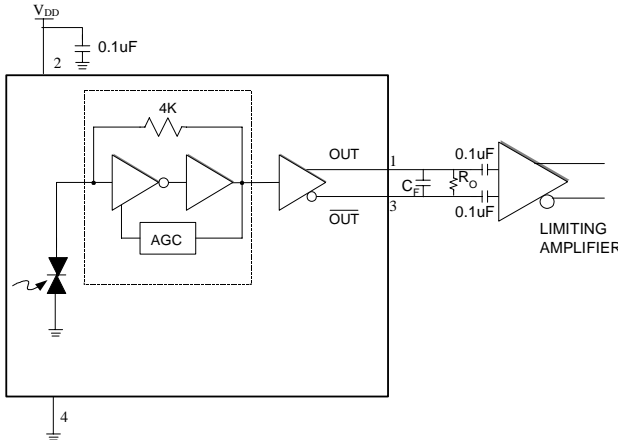 VDD
0.1uF
2
4K
OUT
1
0.1uF
CF
RO
AGC
OUT
3
0.1uF
LIMITING
AMPLIFIER
4